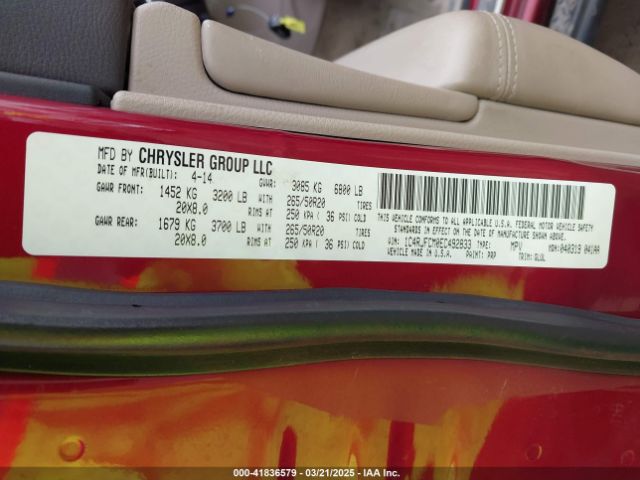 MFD BY CHRYSLER GROUP LLC
DATE OF MFR(BUILT): 4-14 GVWR: 3085 KG 6800 LB
GAWR FRONT: 1452 KG 3200 LB WITH 265/50R20 TIRES
20X8.0 RIMS AT 250 KPA ( 36 PSI) COLD
GAWR REAR: 1679 KG 3700 LB WITH 265/50R20 TIRES
20X8.0 RIMS AT 250 KPA ( 36 PSI) COLD
THIS VEHICLE CONFORMS TO ALL APPLICABLE U.S.A. FEDERAL MOTOR VEHICLE SAFETY
STANDARDS IN EFFECT ON THE DATE OF MANUFACTURE SHOWN ABOVE.
VIN: 1C4RJFCM0EC492833 TYPE: MPV MDH: 040319 041AA
VEHICLE MADE IN U.S.A. PAINT: PRP TRIM: GLUL
000-41836579 — 03/21/2025 — IAA Inc.